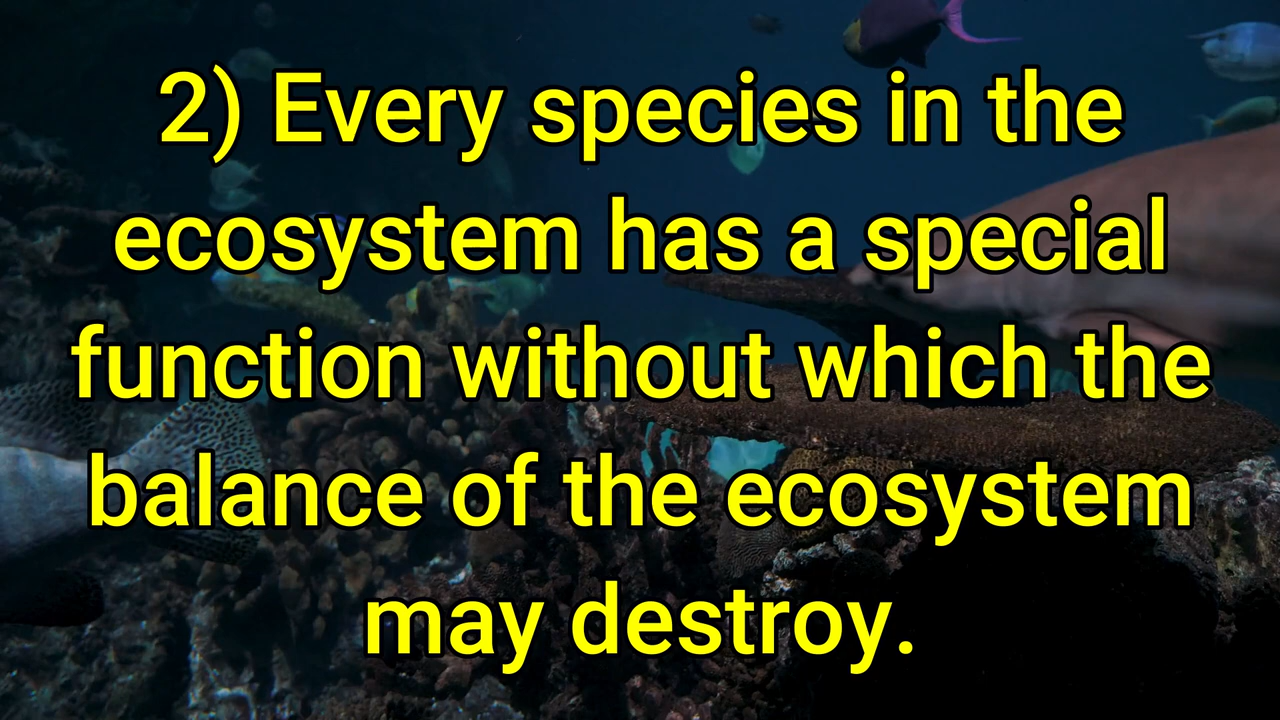 2) Every species in the
ecosystem has a special
function without which the
balance of the ecosystem
may destroy.